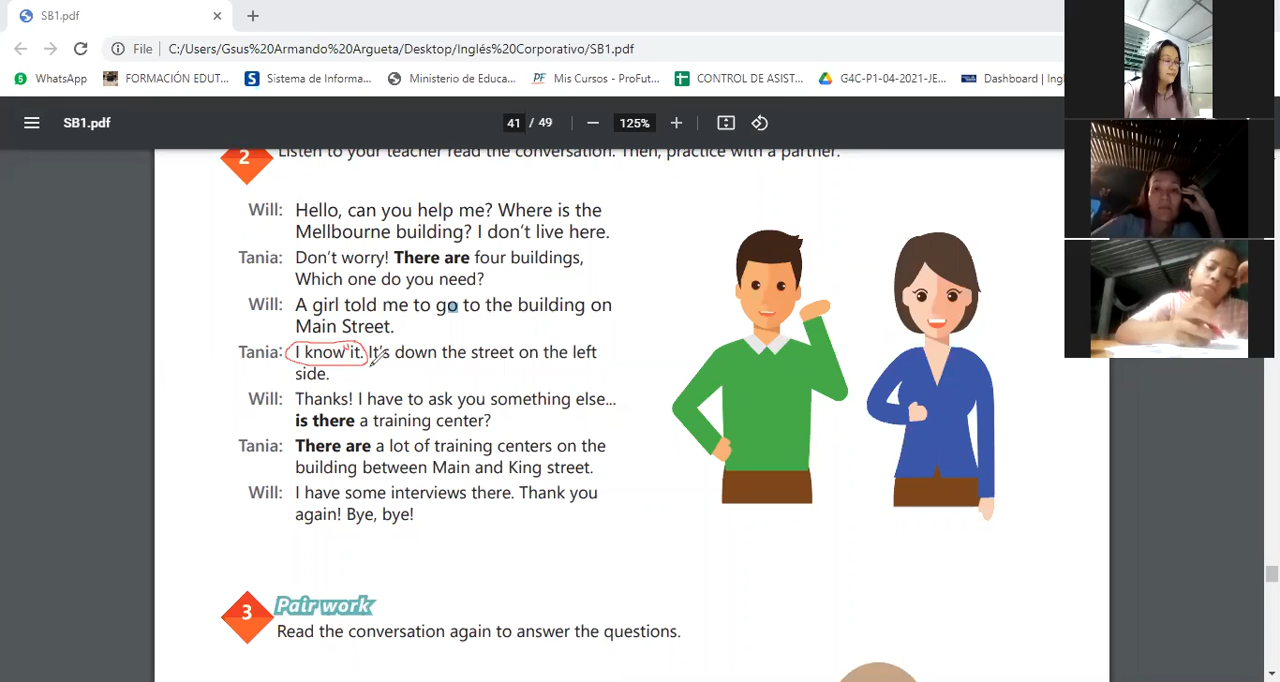 SB1.pdf
File C:/Users/Gsus%20Armando%20Argueta/Desktop/Inglés%20Corporativo/SB1.pdf
WhatsApp FORMACIÓN EDUT... Sistema de Informa... Ministerio de Educa... PF Mis Cursos - ProFut... CONTROL DE ASIST... G4C-P1-04-2021-JE... Dashboard | Ingl
SB1.pdf 41 / 49 125%
2 Listen to your teacher read the conversation. Then, practice with a partner.
Will: Hello, can you help me? Where is the
Mellbourne building? I don't live here.
Tania: Don't worry! There are four buildings,
Which one do you need?
Will: A girl told me to go to the building on
Main Street.
Tania: I know it. It's down the street on the left
side.
Will: Thanks! I have to ask you something else...
is there a training center?
Tania: There are a lot of training centers on the
building between Main and King street.
Will: I have some interviews there. Thank you
again! Bye, bye!
3 Pair work
Read the conversation again to answer the questions.